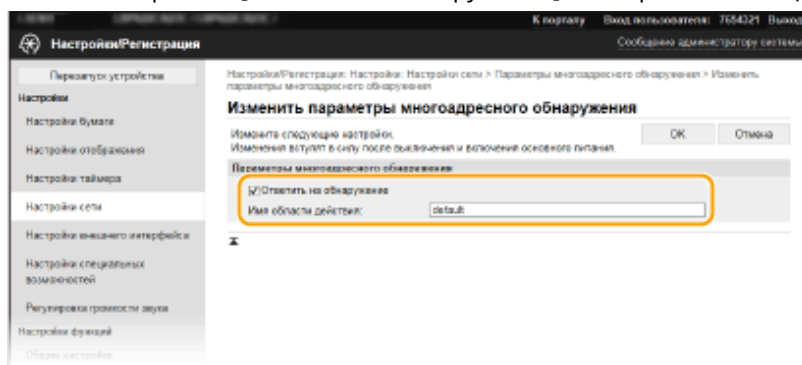 К порталу Вход пользователя: 7654321 Выход
Настройки/Регистрация
Сообщение администратору системы
Перезапуск устройства
Настройки/Регистрация: Настройки: Настройки сети > Параметры многоадресного обнаружения > Изменить
параметры многоадресного обнаружения
Настройки
Изменить параметры многоадресного обнаружения
Настройки бумаги
Измените следующие настройки.
Изменения вступят в силу после выключения и включения основного питания.
OK Отмена
Настройки отображения
Параметры многоадресного обнаружения
Настройки таймера
Ответить на обнаружение
Настройки сети
Имя области действия: default
Настройки внешнего интерфейса
Настройки специальных
возможностей
Регулировка громкости звука
Настройки функций
Общие настройки